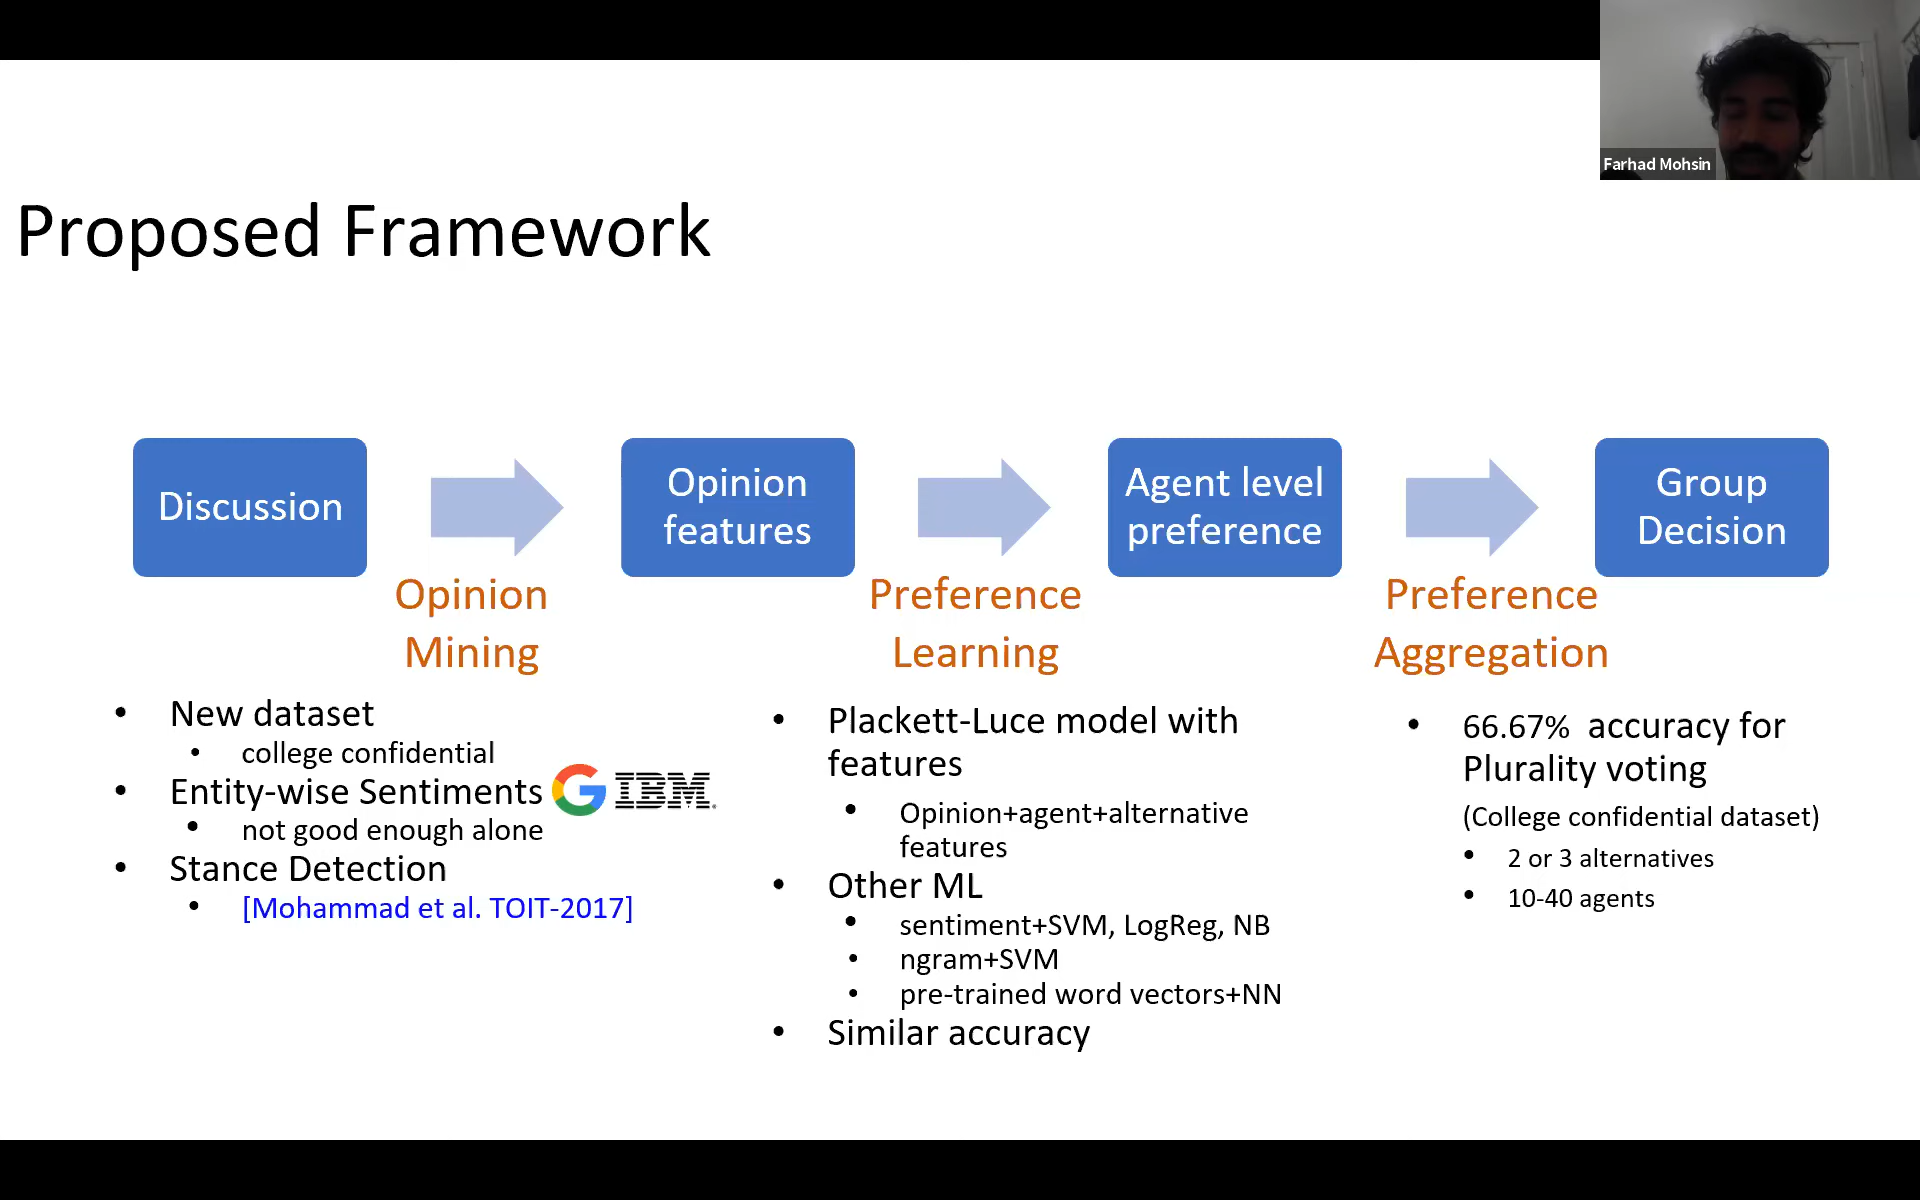 Farhad Mohsin
Proposed Framework
Discussion
Opinion
features
Agent level
preference
Group
Decision
Opinion
Mining
Preference
Learning
Preference
Aggregation
• New dataset
• college confidential
• Entity-wise Sentiments G IBM
• not good enough alone
• Stance Detection
• [Mohammad et al. TOIT-2017]
• Plackett-Luce model with
features
• Opinion+agent+alternative
features
• Other ML
• sentiment+SVM, LogReg, NB
• ngram+SVM
• pre-trained word vectors+NN
• Similar accuracy
• 66.67% accuracy for
Plurality voting
(College confidential dataset)
• 2 or 3 alternatives
• 10-40 agents